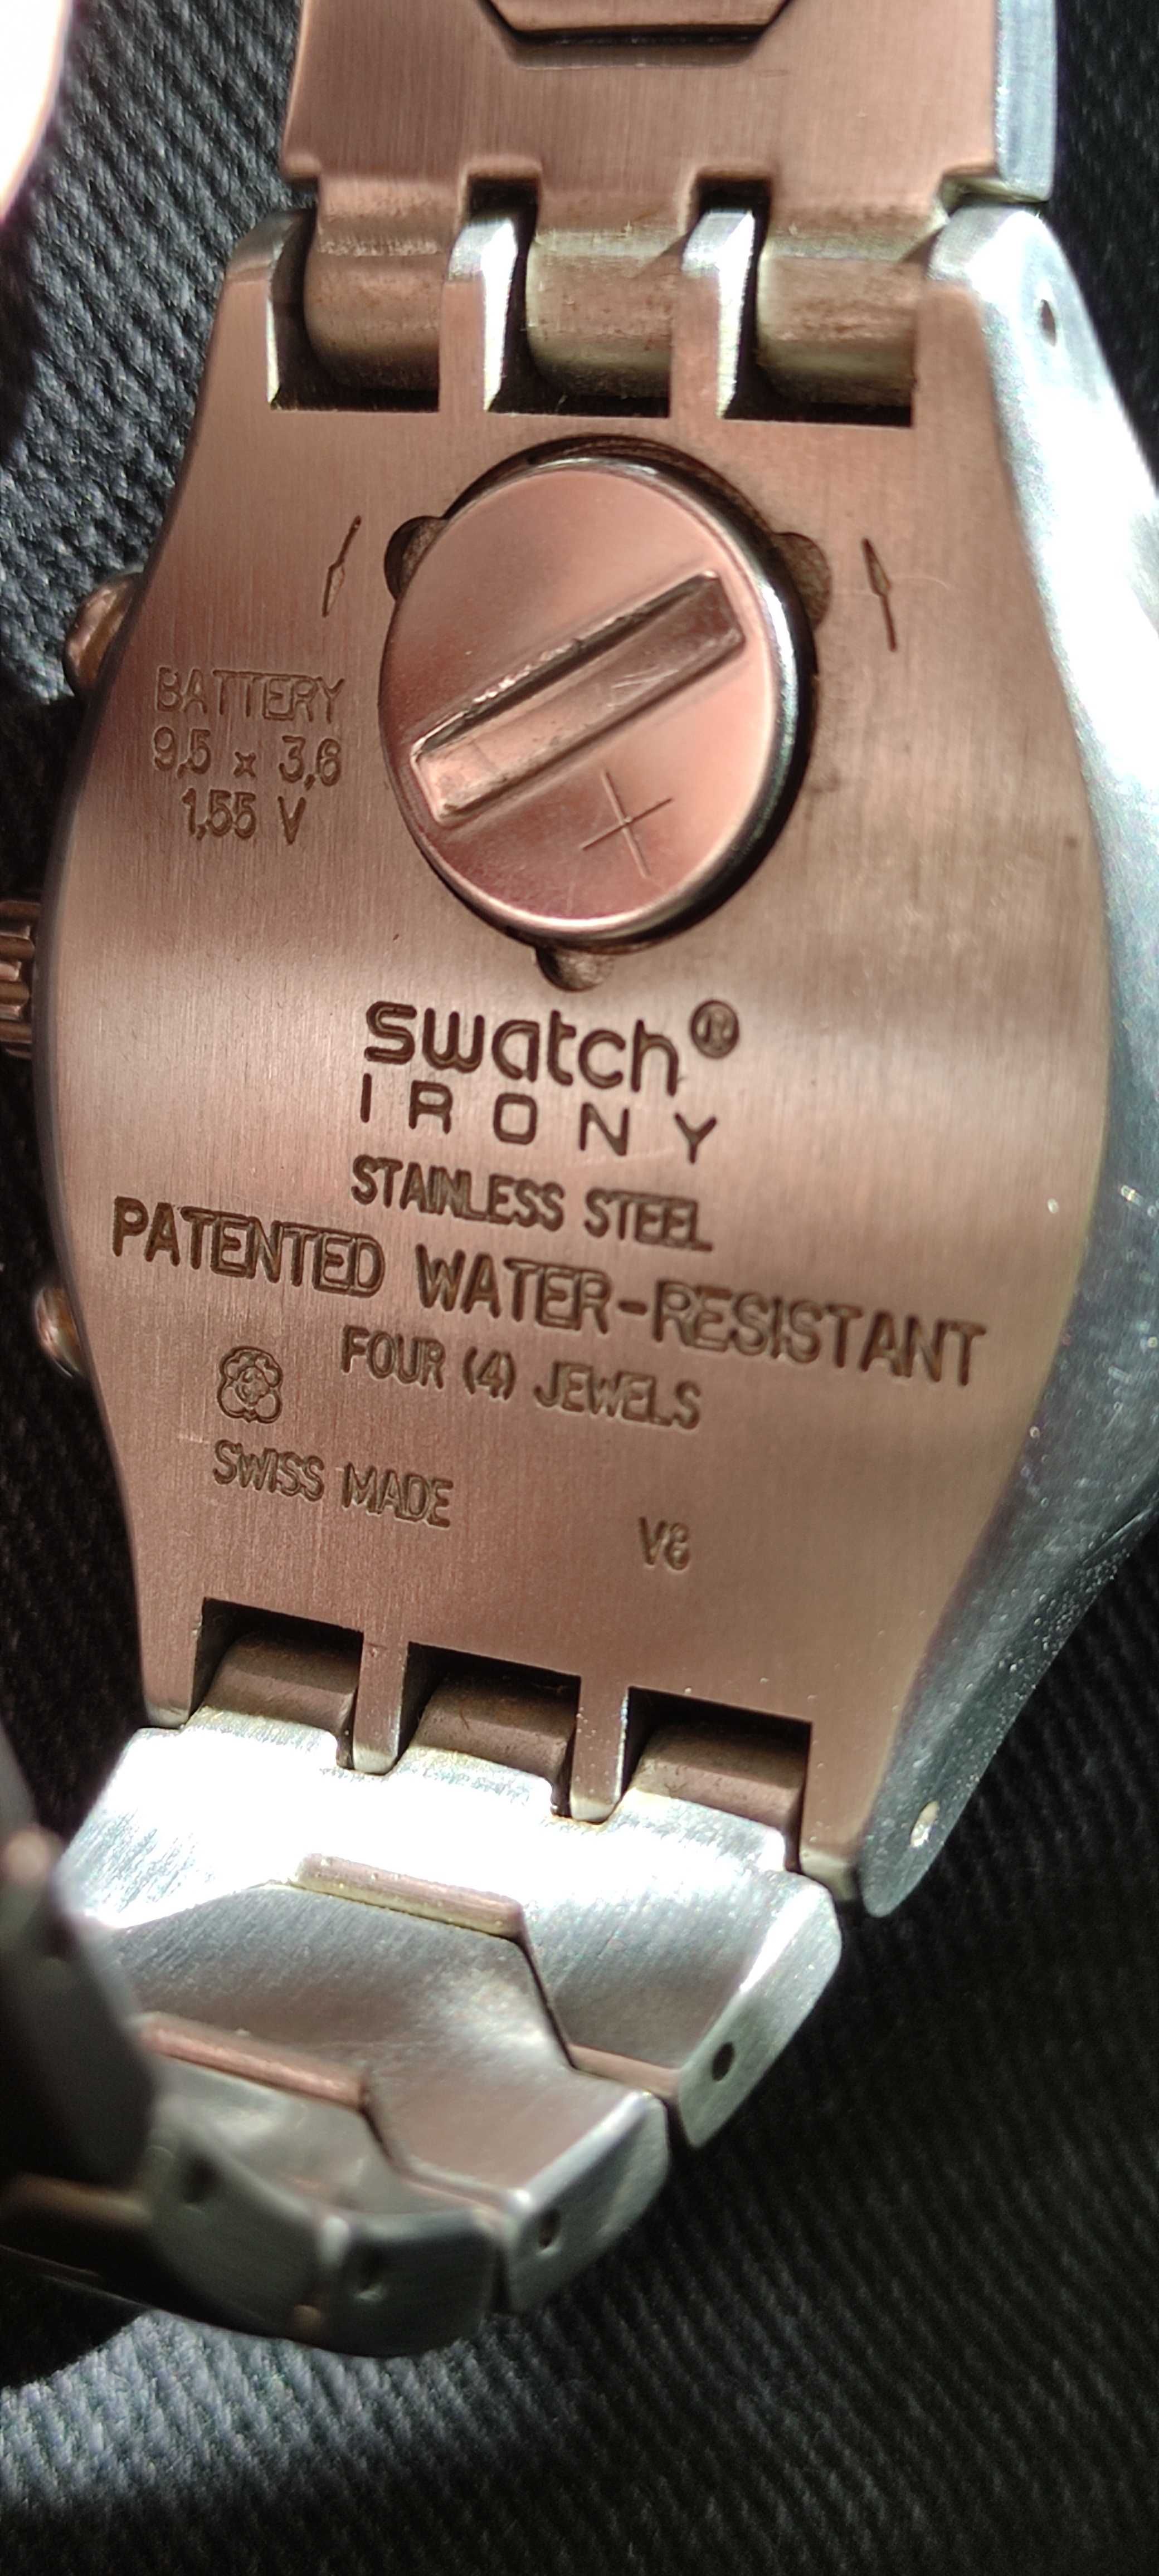 BATTERY
9,5 x 3,6
1,55 V
+
swatch®
IRONY
STAINLESS STEEL
PATENTED WATER-RESISTANT
FOUR (4) JEWELS
SWISS MADE
V8